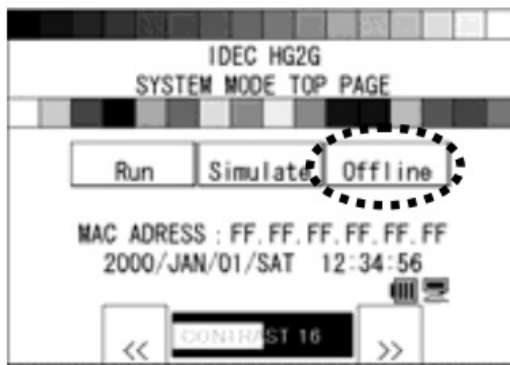 IDEC HG2G
SYSTEM MODE TOP PAGE
Run Simulate Offline
MAC ADRESS : FF. FF. FF. FF. FF. FF
2000/JAN/01/SAT 12:34:56
<< CONTRAST 16 >>